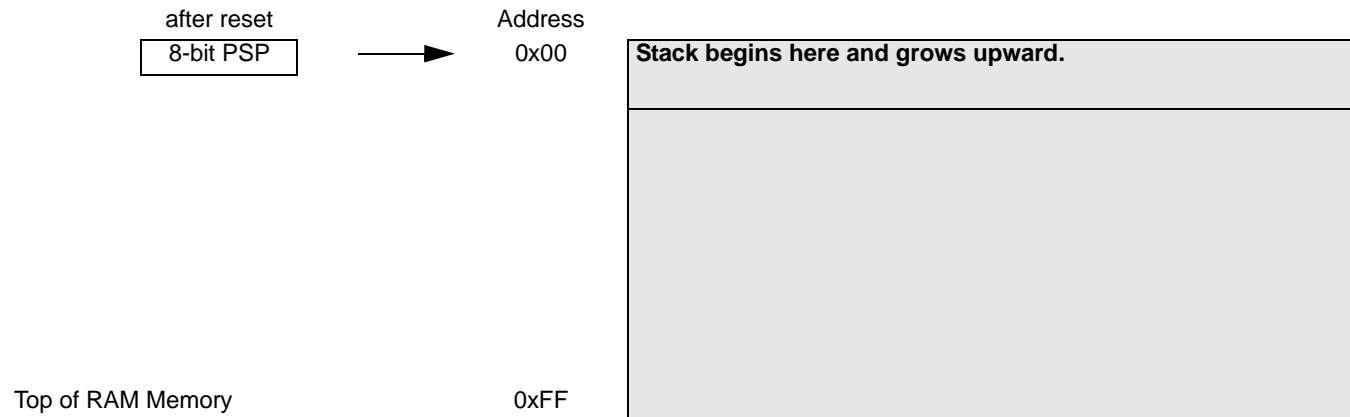 after reset Address
8-bit PSP 0x00 Stack begins here and grows upward.
Top of RAM Memory 0xFF